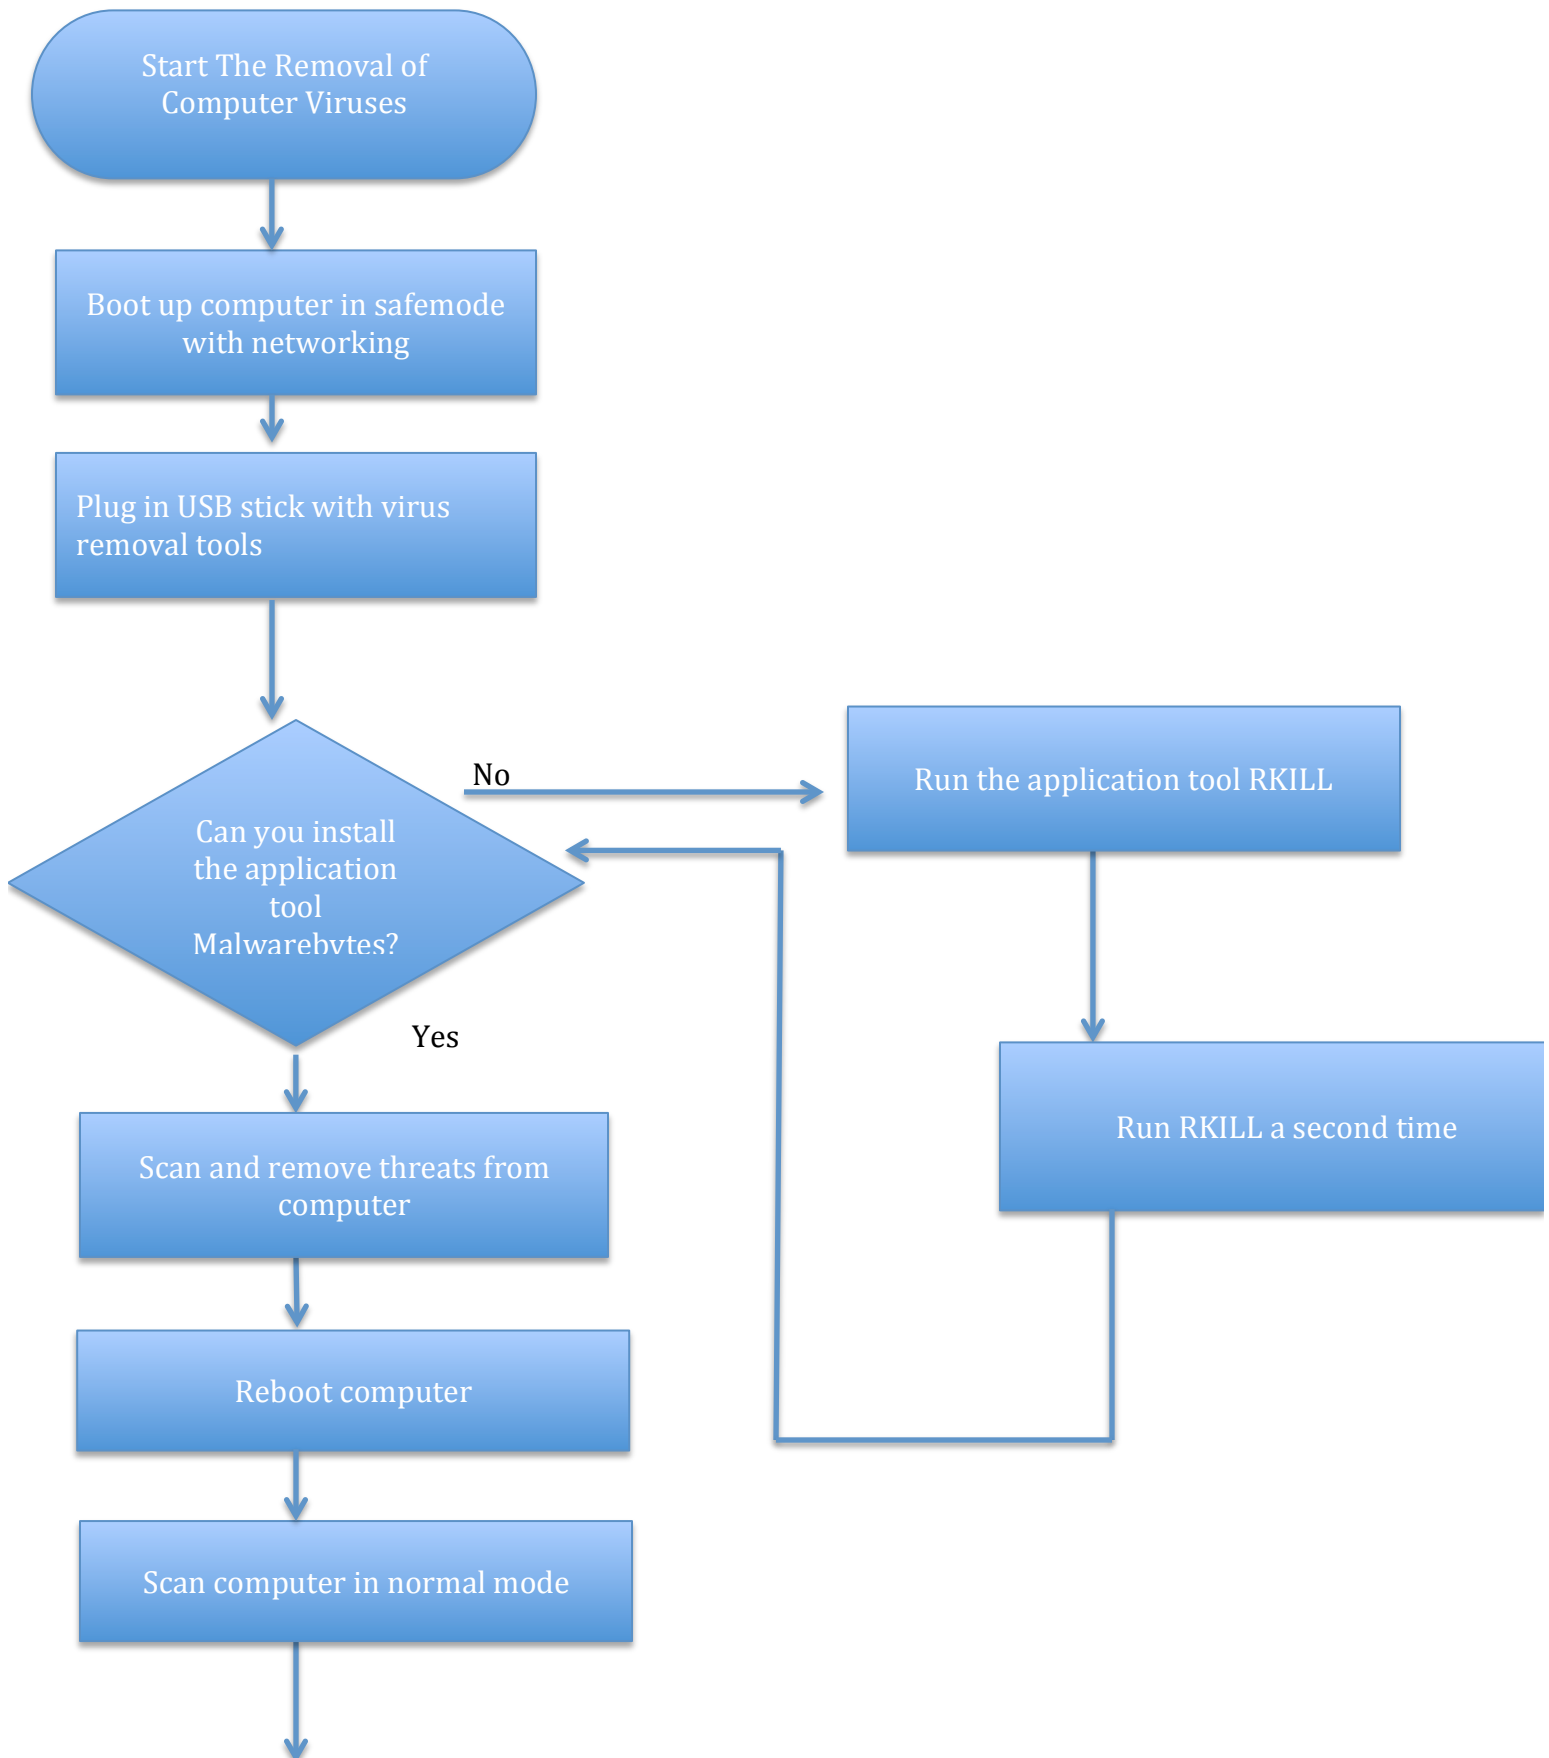 Start The Removal of
Computer Viruses
Boot up computer in safemode
with networking
Plug in USB stick with virus
removal tools
No
Run the application tool RKILL
Can you install
the application
tool
Malwarebytes?
Yes
Run RKILL a second time
Scan and remove threats from
computer
Reboot computer
Scan computer in normal mode